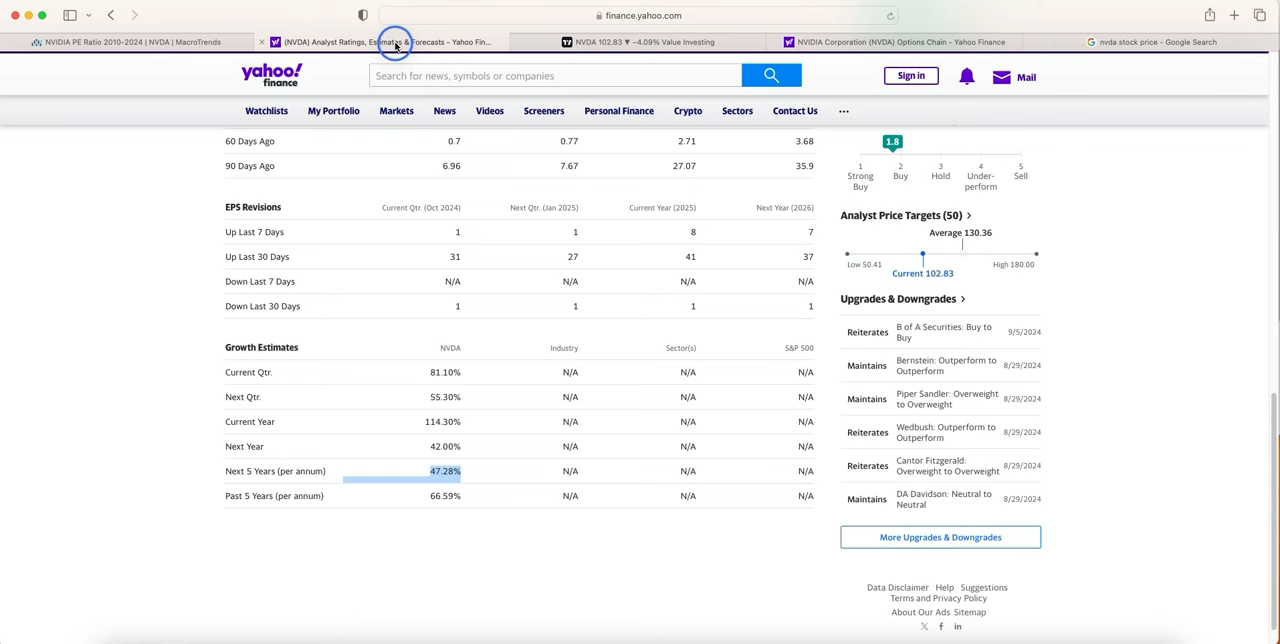 finance.yahoo.com
NVIDIA PE Ratio 2010-2024 | NVDA | MacroTrends
(NVDA) Analyst Ratings, Estimates & Forecasts - Yahoo Fin...
NVDA 102.83 ▼ −4.09% Value Investing
NVIDIA Corporation (NVDA) Options Chain - Yahoo Finance
nvda stock price - Google Search
yahoo!
finance
Search for news, symbols or companies
Sign in
Mail
Watchlists My Portfolio Markets News Videos Screeners Personal Finance Crypto Sectors Contact Us ...
60 Days Ago 0.7 0.77 2.71 3.68
90 Days Ago 6.96 7.67 27.07 35.9
EPS Revisions Current Qtr. (Oct 2024) Next Qtr. (Jan 2025) Current Year (2025) Next Year (2026)
Up Last 7 Days 1 1 8 7
Up Last 30 Days 31 27 41 37
Down Last 7 Days N/A N/A N/A N/A
Down Last 30 Days 1 1 1 1
Growth Estimates NVDA Industry Sector(s) S&P 500
Current Qtr. 81.10% N/A N/A N/A
Next Qtr. 55.30% N/A N/A N/A
Current Year 114.30% N/A N/A N/A
Next Year 42.00% N/A N/A N/A
Next 5 Years (per annum) 47.28% N/A N/A N/A
Past 5 Years (per annum) 66.59% N/A N/A N/A
1.8
1 2 3 4 5
Strong Buy Hold Under- Sell
Buy perform
Analyst Price Targets (50) >
Average 130.36
Low 50.41 High 180.00
Current 102.83
Upgrades & Downgrades >
Reiterates B of A Securities: Buy to 9/5/2024
Buy
Maintains Bernstein: Outperform to 8/29/2024
Outperform
Maintains Piper Sandler: Overweight 8/29/2024
to Overweight
Reiterates Wedbush: Outperform to 8/29/2024
Outperform
Reiterates Cantor Fitzgerald: 8/29/2024
Overweight to Overweight
Maintains DA Davidson: Neutral to 8/29/2024
Neutral
More Upgrades & Downgrades
Data Disclaimer Help Suggestions
Terms and Privacy Policy
About Our Ads Sitemap